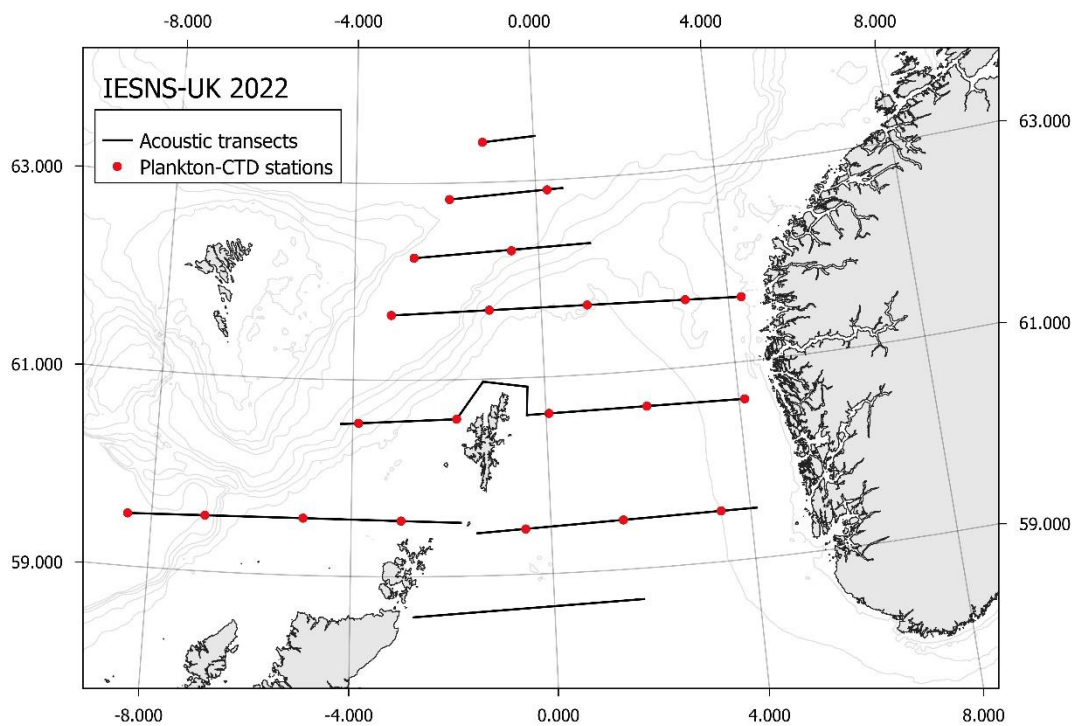 -8.000 -4.000 0.000 4.000 8.000
IESNS-UK 2022
Acoustic transects
Plankton-CTD stations
63.000 63.000
61.000 61.000
59.000 59.000
-8.000 -4.000 0.000 4.000 8.000